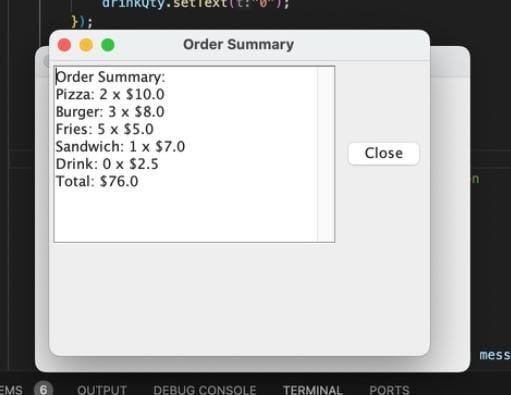 drinkQty.setText(t:"0");
});
Order Summary
Order Summary:
Pizza: 2 x $10.0
Burger: 3 x $8.0
Fries: 5 x $5.0
Sandwich: 1 x $7.0
Drink: 0 x $2.5
Total: $76.0
Close
n
mess
EMS 6 OUTPUT DEBUG CONSOLE TERMINAL PORTS